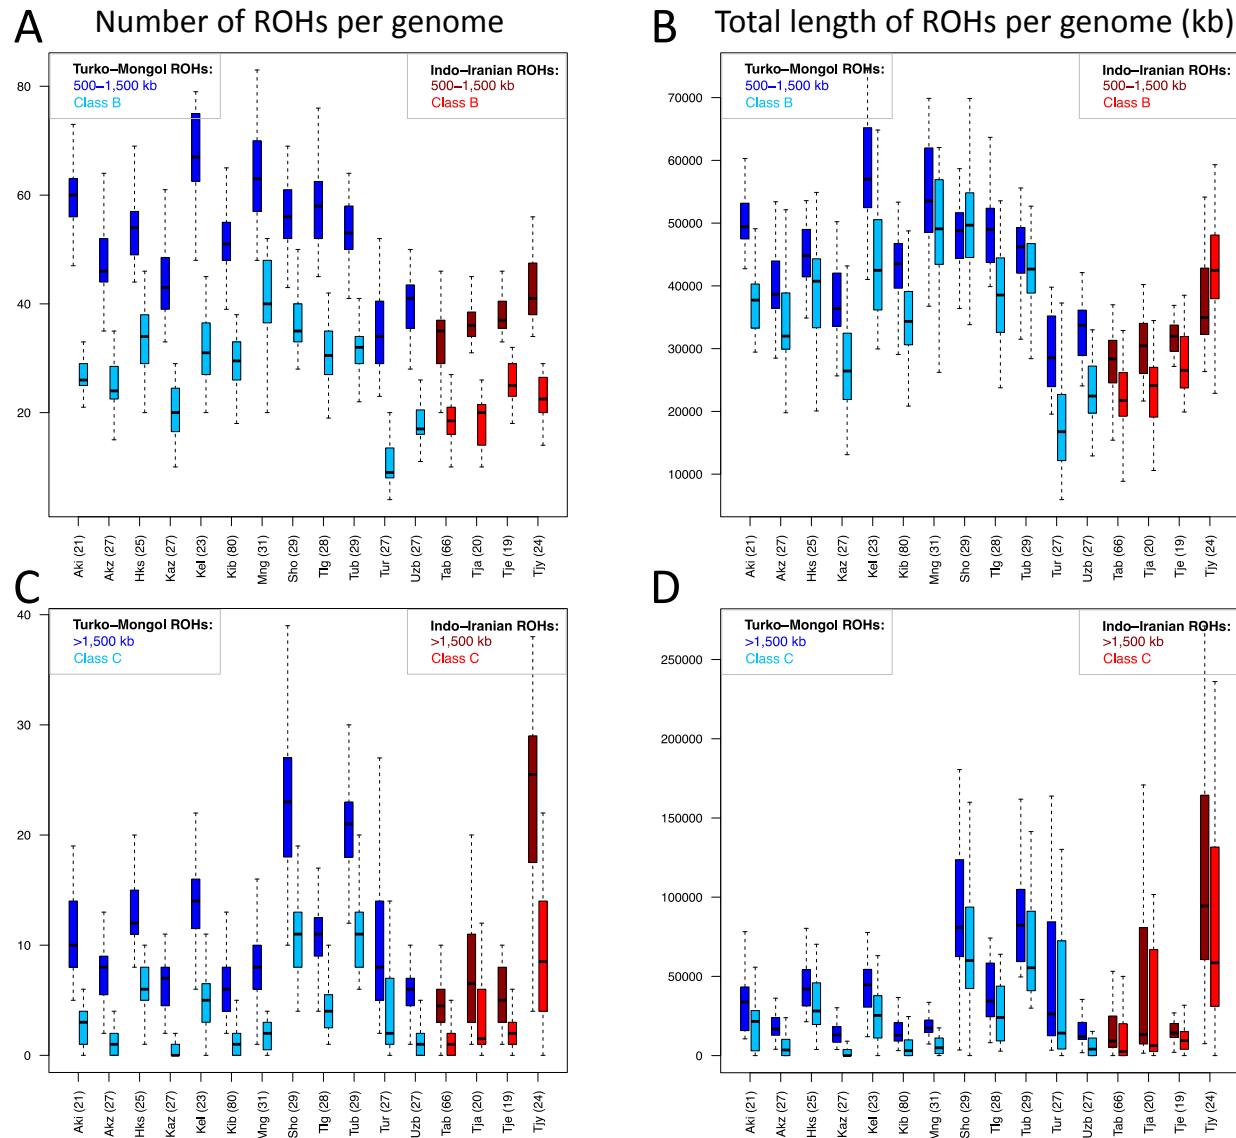 A Number of ROHs per genome
Turko–Mongol ROHs:
500–1,500 kb
Class B
Indo–Iranian ROHs:
500–1,500 kb
Class B
80
60
40
20
Aki (21) Akz (27) Hks (25) Kaz (27) Kel (23) Kib (80) Mng (31) Sho (29) Tlg (28) Tub (29) Tur (27) Uzb (27) Tab (66) Tja (20) Tje (19) Tjy (24)
B Total length of ROHs per genome (kb)
Turko–Mongol ROHs:
500–1,500 kb
Class B
Indo–Iranian ROHs:
500–1,500 kb
Class B
70000
60000
50000
40000
30000
20000
10000
Aki (21) Akz (27) Hks (25) Kaz (27) Kel (23) Kib (80) Mng (31) Sho (29) Tlg (28) Tub (29) Tur (27) Uzb (27) Tab (66) Tja (20) Tje (19) Tjy (24)
C
Turko–Mongol ROHs:
>1,500 kb
Class C
Indo–Iranian ROHs:
>1,500 kb
Class C
40
30
20
10
0
Aki (21) Akz (27) Hks (25) Kaz (27) Kel (23) Kib (80) Mng (31) Sho (29) Tlg (28) Tub (29) Tur (27) Uzb (27) Tab (66) Tja (20) Tje (19) Tjy (24)
D
Turko–Mongol ROHs:
>1,500 kb
Class C
Indo–Iranian ROHs:
>1,500 kb
Class C
250000
200000
150000
100000
50000
0
Aki (21) Akz (27) Hks (25) Kaz (27) Kel (23) Kib (80) Mng (31) Sho (29) Tlg (28) Tub (29) Tur (27) Uzb (27) Tab (66) Tja (20) Tje (19) Tjy (24)